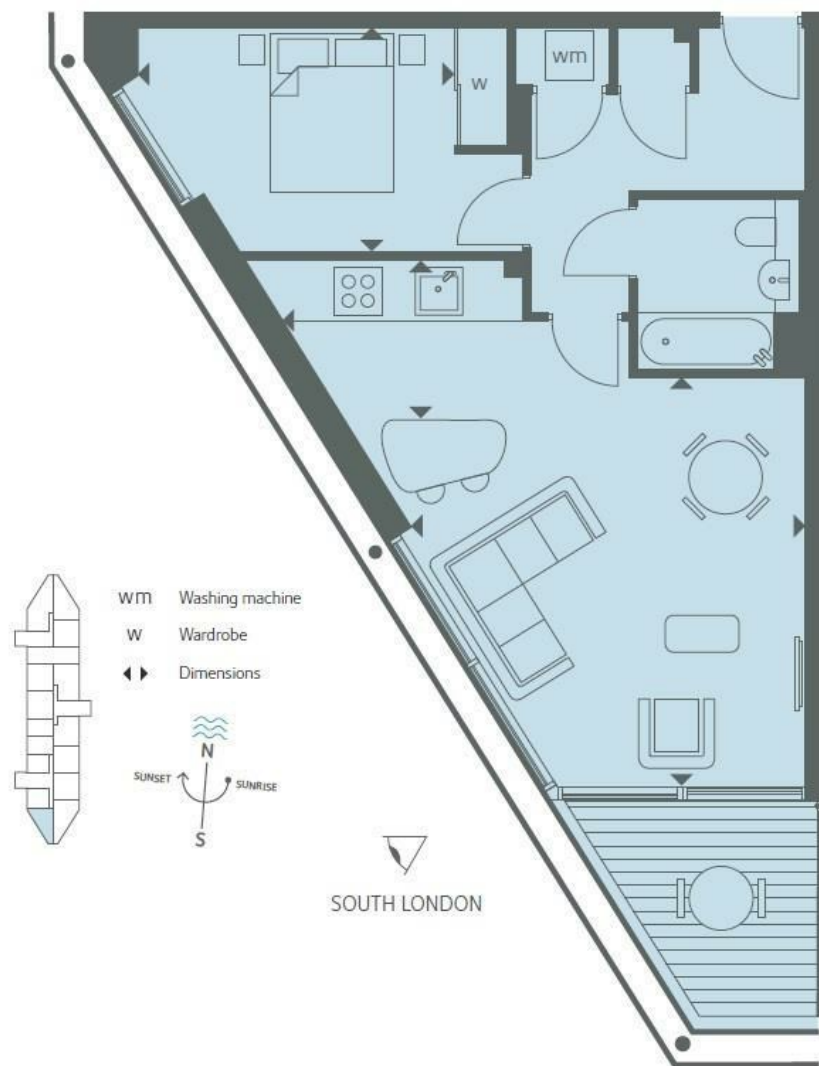 wm
w
wm Washing machine
w Wardrobe
Dimensions
N
SUNSET SUNRISE
S
SOUTH LONDON